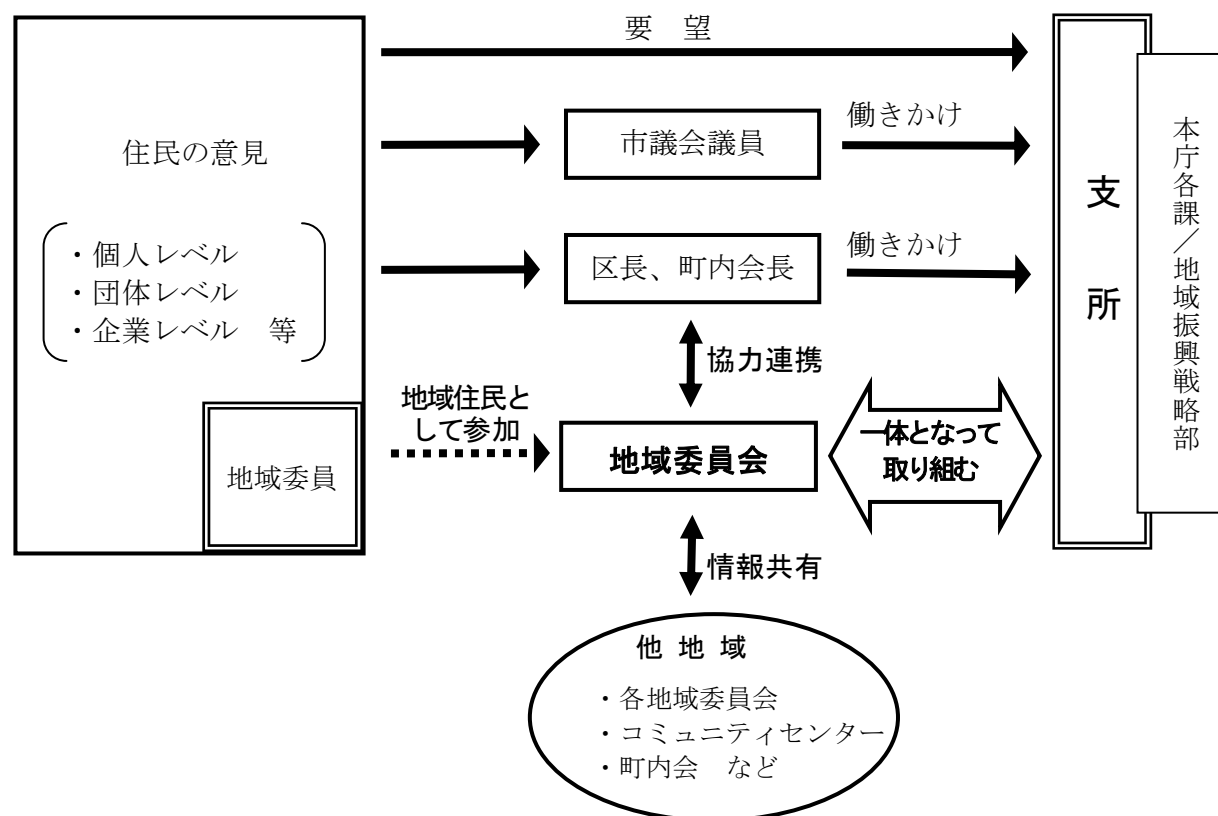 要　望
住民の意見
・個人レベル
・団体レベル
・企業レベル　等
地域委員
市議会議員
働きかけ
区長、町内会長
働きかけ
協力連携
地域住民と
して参加
地域委員会
一体となって
取り組む
情報共有
他 地 域
・各地域委員会
・コミュニティセンター
・町内会　など
支　所
本庁各課／地域振興戦略部